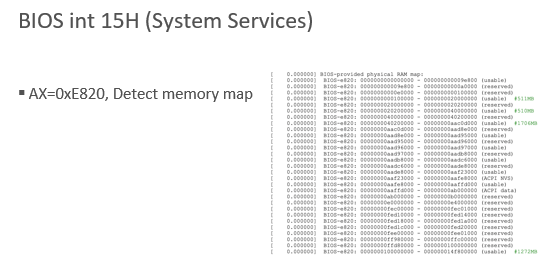 BIOS int 15H (System Services)
▪ AX=0xE820, Detect memory map
[ 0.000000] BIOS-provided physical RAM map:
[ 0.000000] BIOS-e820: 0000000000000000 - 000000000009e800 (usable)
[ 0.000000] BIOS-e820: 000000000009e800 - 00000000000a0000 (reserved)
[ 0.000000] BIOS-e820: 00000000000e0000 - 0000000000100000 (reserved)
[ 0.000000] BIOS-e820: 0000000000100000 - 0000000020000000 (usable) #511MB
[ 0.000000] BIOS-e820: 0000000020000000 - 0000000020200000 (reserved)
[ 0.000000] BIOS-e820: 0000000020200000 - 0000000040000000 (usable) #510MB
[ 0.000000] BIOS-e820: 0000000040000000 - 0000000040200000 (reserved)
[ 0.000000] BIOS-e820: 0000000040200000 - 00000000aac0d000 (usable) #1706MB
[ 0.000000] BIOS-e820: 00000000aac0d000 - 00000000aad8e000 (reserved)
[ 0.000000] BIOS-e820: 00000000aad8e000 - 00000000aad95000 (usable)
[ 0.000000] BIOS-e820: 00000000aad95000 - 00000000aad96000 (reserved)
[ 0.000000] BIOS-e820: 00000000aad96000 - 00000000aad97000 (usable)
[ 0.000000] BIOS-e820: 00000000aad97000 - 00000000aadb8000 (reserved)
[ 0.000000] BIOS-e820: 00000000aadb8000 - 00000000aadc6000 (usable)
[ 0.000000] BIOS-e820: 00000000aadc6000 - 00000000aade8000 (reserved)
[ 0.000000] BIOS-e820: 00000000aade8000 - 00000000aaf23000 (usable)
[ 0.000000] BIOS-e820: 00000000aaf23000 - 00000000aafe8000 (ACPI NVS)
[ 0.000000] BIOS-e820: 00000000aafe8000 - 00000000aaffd000 (usable)
[ 0.000000] BIOS-e820: 00000000aaffd000 - 00000000ab000000 (ACPI data)
[ 0.000000] BIOS-e820: 00000000ab000000 - 00000000b0000000 (reserved)
[ 0.000000] BIOS-e820: 00000000e0000000 - 00000000e4000000 (reserved)
[ 0.000000] BIOS-e820: 00000000fec00000 - 00000000fec01000 (reserved)
[ 0.000000] BIOS-e820: 00000000fed10000 - 00000000fed14000 (reserved)
[ 0.000000] BIOS-e820: 00000000fed18000 - 00000000fed1a000 (reserved)
[ 0.000000] BIOS-e820: 00000000fed1c000 - 00000000fed20000 (reserved)
[ 0.000000] BIOS-e820: 00000000fee00000 - 00000000fee01000 (reserved)
[ 0.000000] BIOS-e820: 00000000ff980000 - 00000000ffc00000 (reserved)
[ 0.000000] BIOS-e820: 00000000ffd80000 - 0000000100000000 (reserved)
[ 0.000000] BIOS-e820: 0000000100000000 - 000000014f800000 (usable) #1272MB